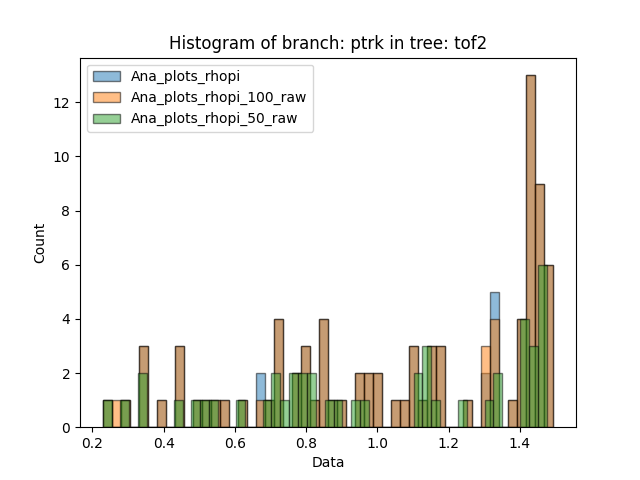 Histogram of branch: ptrk in tree: tof2
Ana_plots_rhopi
Ana_plots_rhopi_100_raw
Ana_plots_rhopi_50_raw
Count
12
10
8
6
4
2
0
0.2 0.4 0.6 0.8 1.0 1.2 1.4
Data